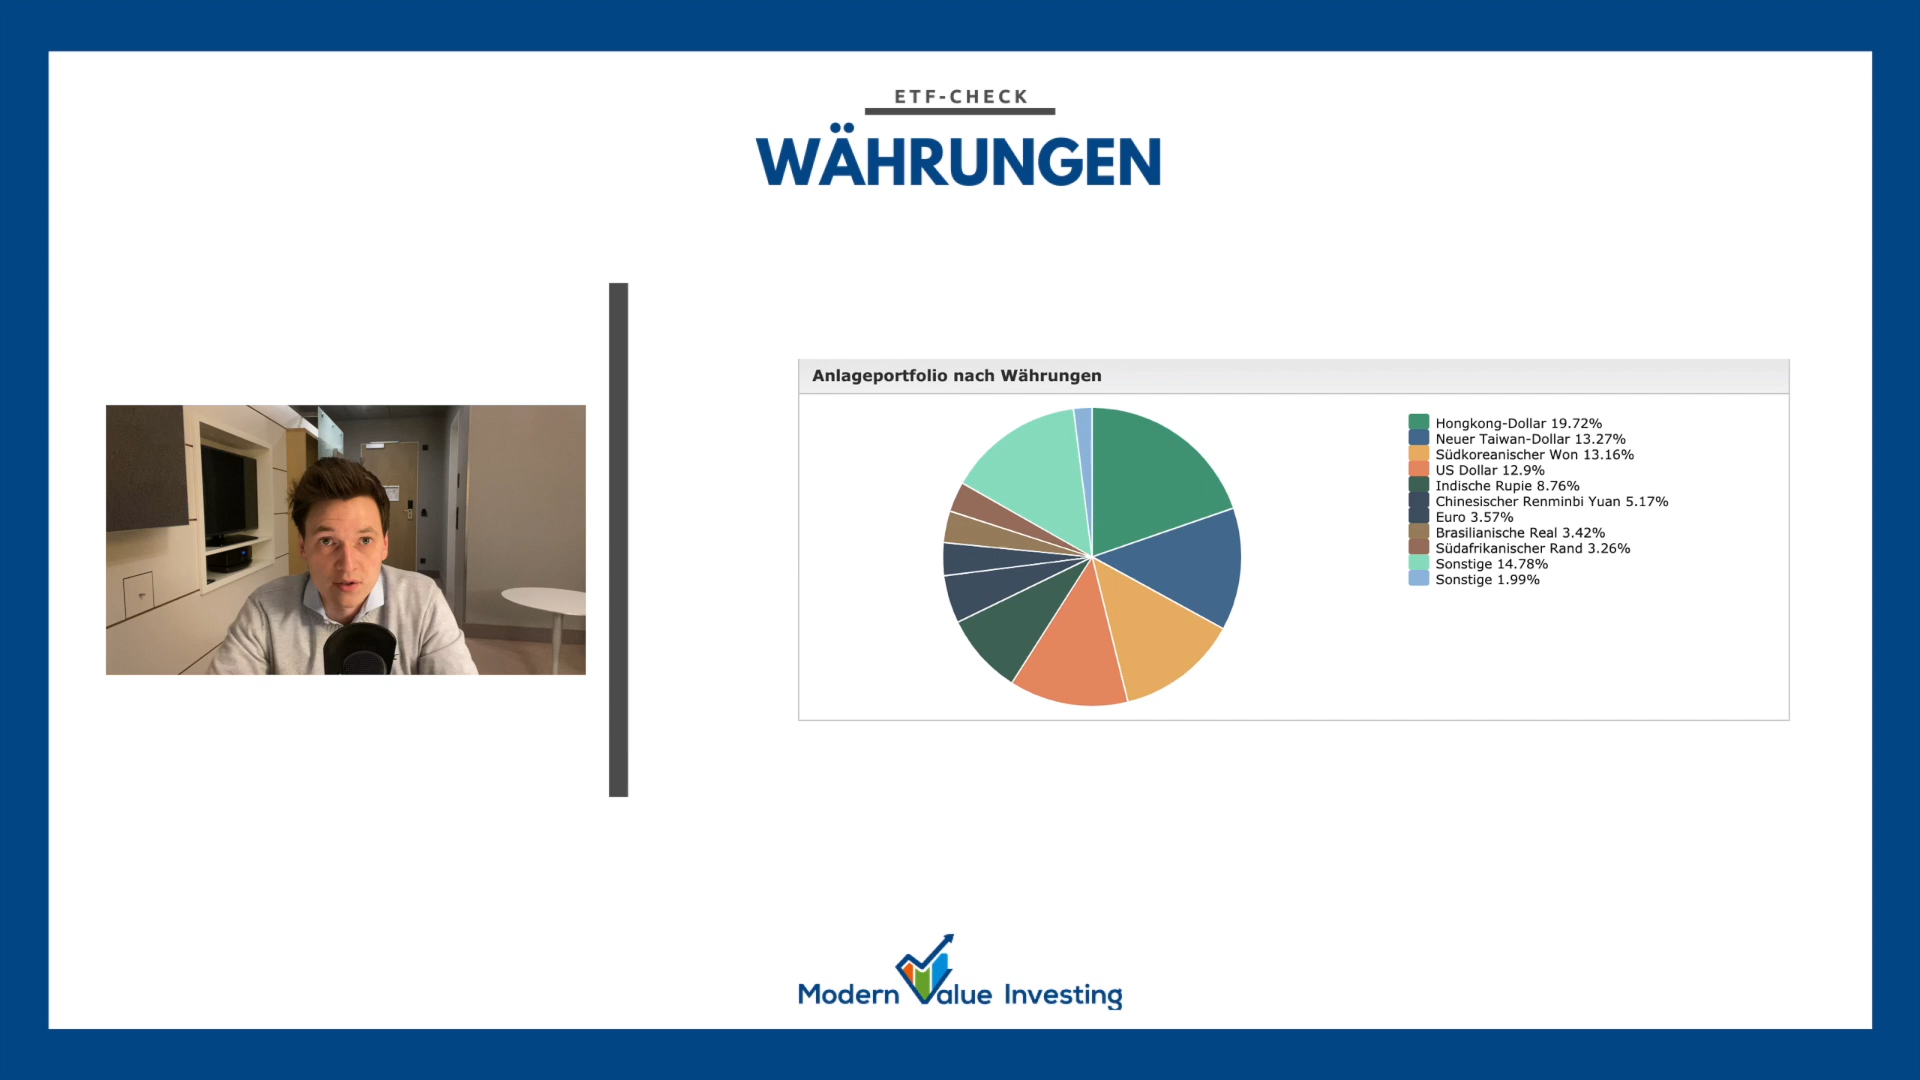 ETF-CHECK
WÄHRUNGEN
Anlageportfolio nach Währungen
Hongkong-Dollar 19.72%
Neuer Taiwan-Dollar 13.27%
Südkoreanischer Won 13.16%
US Dollar 12.9%
Indische Rupie 8.76%
Chinesischer Renminbi Yuan 5.17%
Euro 3.57%
Brasilianische Real 3.42%
Südafrikanischer Rand 3.26%
Sonstige 14.78%
Sonstige 1.99%
Modern Value Investing